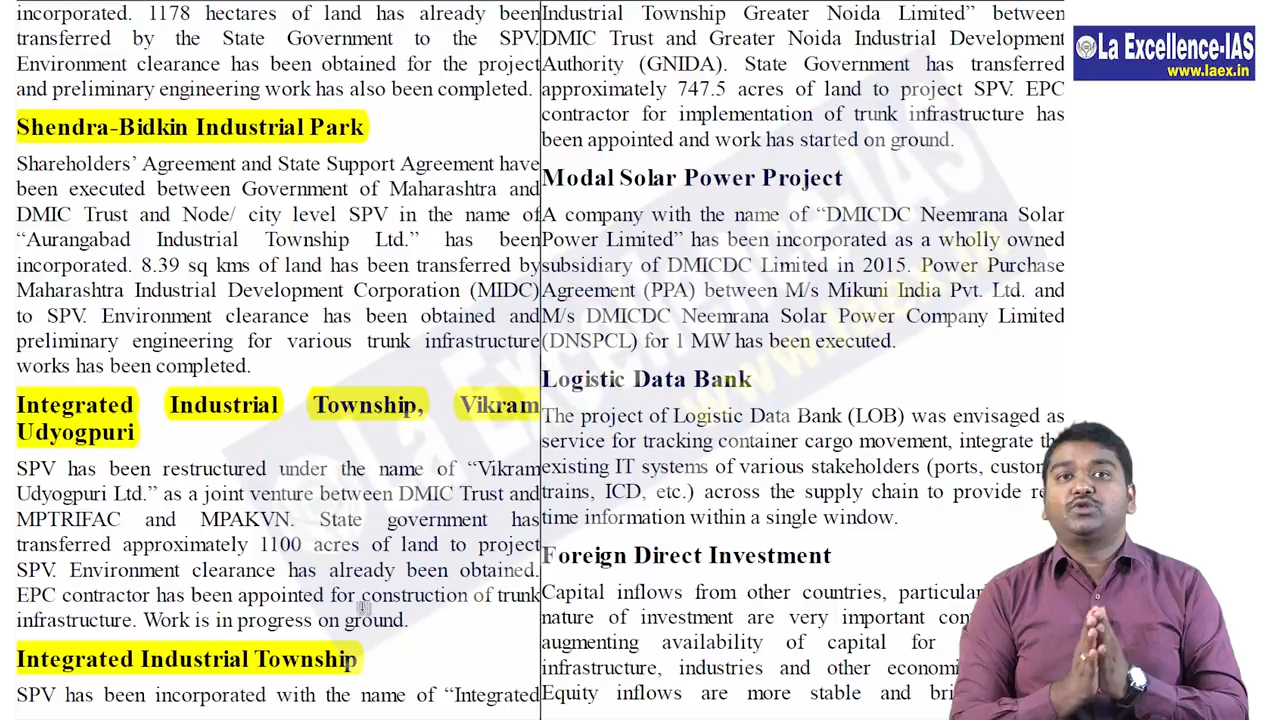 incorporated. 1178 hectares of land has already been
transferred by the State Government to the SPV.
Environment clearance has been obtained for the project
and preliminary engineering work has also been completed.
Shendra-Bidkin Industrial Park
Shareholders' Agreement and State Support Agreement have
been executed between Government of Maharashtra and
DMIC Trust and Node/ city level SPV in the name of
“Aurangabad Industrial Township Ltd.” has been
incorporated. 8.39 sq kms of land has been transferred by
Maharashtra Industrial Development Corporation (MIDC)
to SPV. Environment clearance has been obtained and
preliminary engineering for various trunk infrastructure
works has been completed.
Integrated Industrial Township, Vikram
Udyogpuri
SPV has been restructured under the name of “Vikram
Udyogpuri Ltd.” as a joint venture between DMIC Trust and
MPTRIFAC and MPAKVN. State government has
transferred approximately 1100 acres of land to project
SPV. Environment clearance has already been obtained.
EPC contractor has been appointed for construction of trunk
infrastructure. Work is in progress on ground.
Integrated Industrial Township
SPV has been incorporated with the name of “Integrated
Industrial Township Greater Noida Limited” between
DMIC Trust and Greater Noida Industrial Development
Authority (GNIDA). State Government has transferred
approximately 747.5 acres of land to project SPV. EPC
contractor for implementation of trunk infrastructure has
been appointed and work has started on ground.
Modal Solar Power Project
A company with the name of “DMICDC Neemrana Solar
Power Limited” has been incorporated as a wholly owned
subsidiary of DMICDC Limited in 2015. Power Purchase
Agreement (PPA) between M/s Mikuni India Pvt. Ltd. and
M/s DMICDC Neemrana Solar Power Company Limited
(DNSPCL) for 1 MW has been executed.
Logistic Data Bank
The project of Logistic Data Bank (LOB) was envisaged as
service for tracking container cargo movement, integrate
existing IT systems of various stakeholders (ports,
trains, ICD, etc.) across the supply chain to provide
time information within a single window.
Foreign Direct Investment
Capital inflows from other countries,
nature of investment are very important
augmenting availability of capital for
infrastructure, industries and other
Equity inflows are more stable and
La Excellence-IAS
www.laex.in
La Excellence-IAS